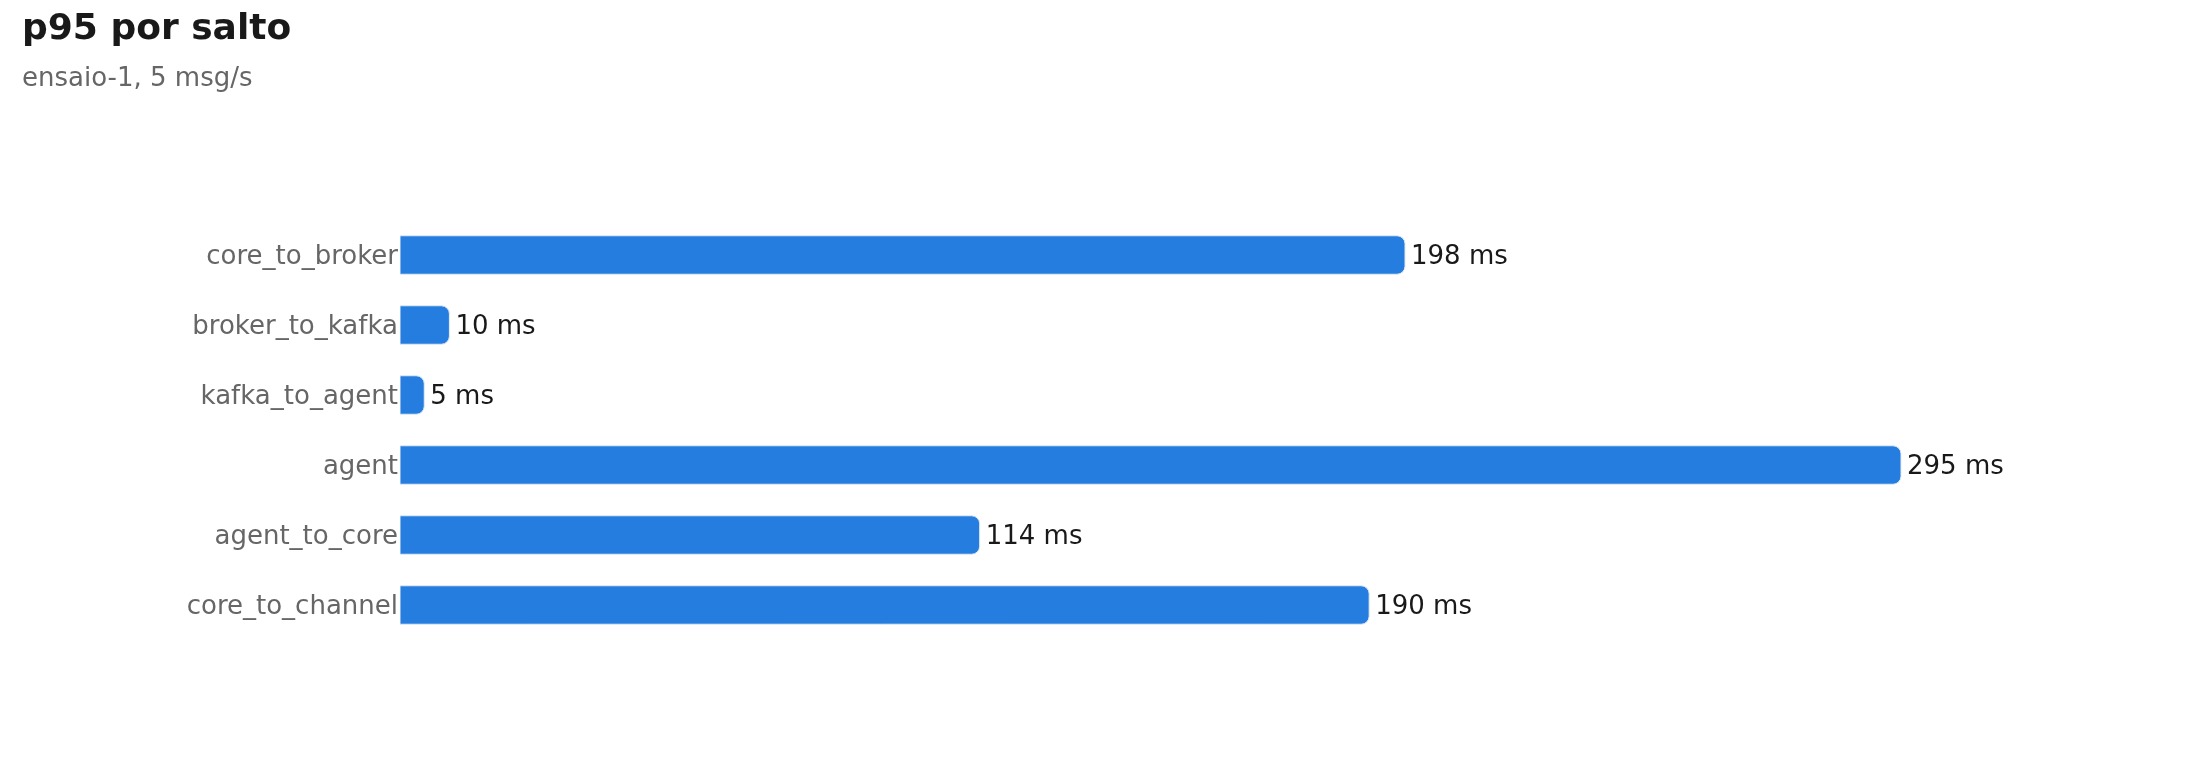 p95 por salto
ensaio-1, 5 msg/s
core_to_broker 198 ms
broker_to_kafka 10 ms
kafka_to_agent 5 ms
agent 295 ms
agent_to_core 114 ms
core_to_channel 190 ms